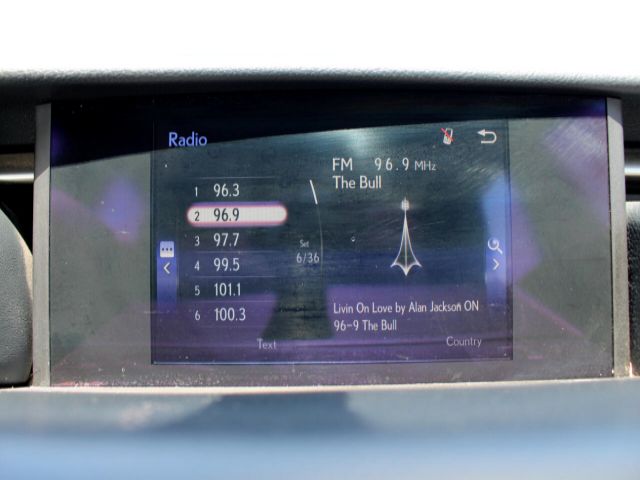 Radio
FM 96.9 MHz
The Bull
1 96.3
2 96.9
3 97.7
4 99.5
5 101.1
6 100.3
Set
6/36
Livin On Love by Alan Jackson ON
96-9 The Bull
Text
Country